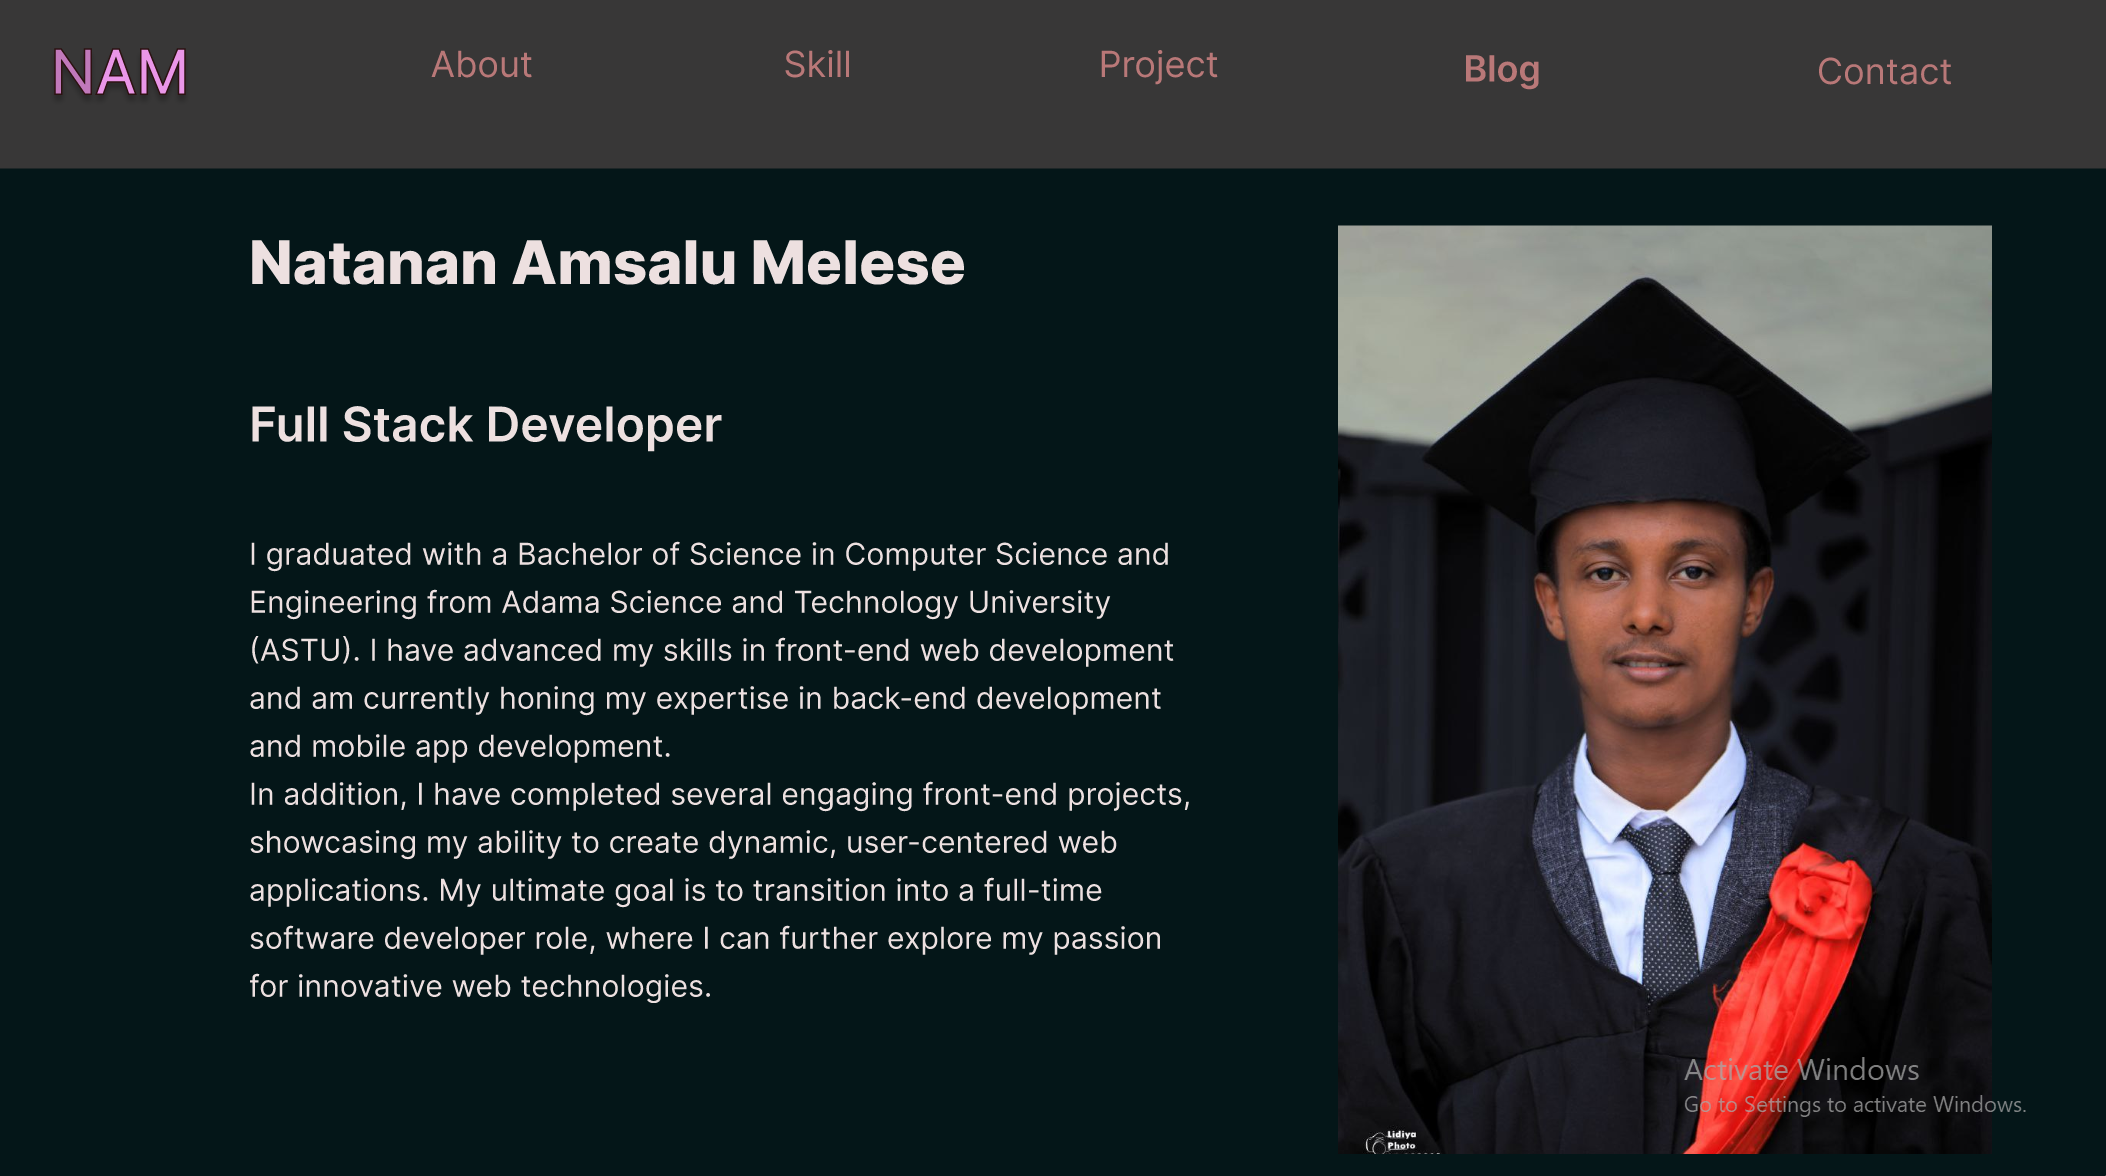 NAM
About
Skill
Project
Blog
Contact
Natanan Amsalu Melese
Full Stack Developer
I graduated with a Bachelor of Science in Computer Science and
Engineering from Adama Science and Technology University
(ASTU). I have advanced my skills in front-end web development
and am currently honing my expertise in back-end development
and mobile app development.
In addition, I have completed several engaging front-end projects,
showcasing my ability to create dynamic, user-centered web
applications. My ultimate goal is to transition into a full-time
software developer role, where I can further explore my passion
for innovative web technologies.
Activate Windows
Go to Settings to activate Windows.
Lidiya
Photo